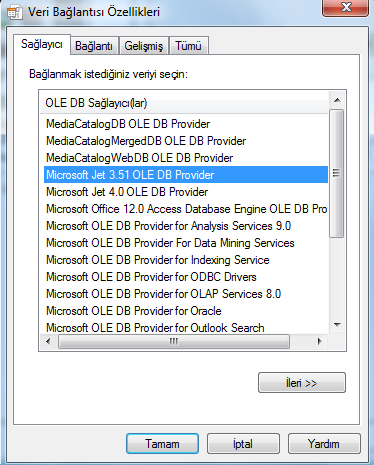 Veri Bağlantısı Özellikleri
Sağlayıcı Bağlantı Gelişmiş Tümü
Bağlanmak istediğiniz veriyi seçin:
OLE DB Sağlayıcı(lar)
MediaCatalogDB OLE DB Provider
MediaCatalogMergedDB OLE DB Provider
MediaCatalogWebDB OLE DB Provider
Microsoft Jet 3.51 OLE DB Provider
Microsoft Jet 4.0 OLE DB Provider
Microsoft Office 12.0 Access Database Engine OLE DB Pro
Microsoft OLE DB Provider for Analysis Services 9.0
Microsoft OLE DB Provider For Data Mining Services
Microsoft OLE DB Provider for Indexing Service
Microsoft OLE DB Provider for ODBC Drivers
Microsoft OLE DB Provider for OLAP Services 8.0
Microsoft OLE DB Provider for Oracle
Microsoft OLE DB Provider for Outlook Search
İleri >>
Tamam İptal Yardım